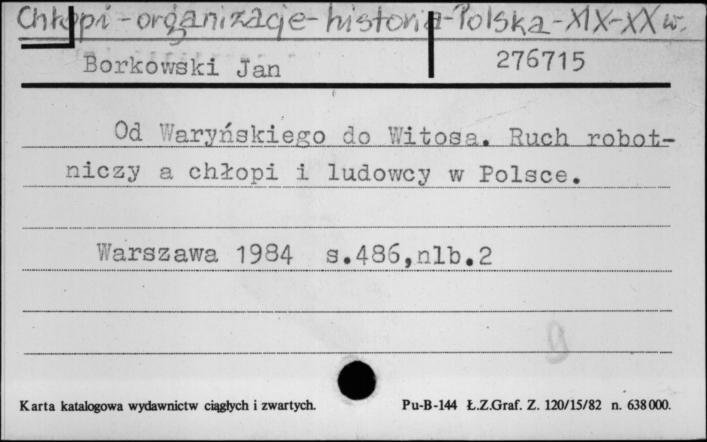 Chłopi-organizacje-historia-Polska-XIX-XX w.
Borkowski Jan
276715
Od Waryńskiego do Witosa. Ruch robot-
niczy a chłopi i ludowcy w Polsce.
Warszawa 1984 s.486,nlb.2
9
Karta katalogowa wydawnictw ciągłych i zwartych.
Pu-B-144 Ł.Z.Graf. Z. 120/15/82 n. 638000.